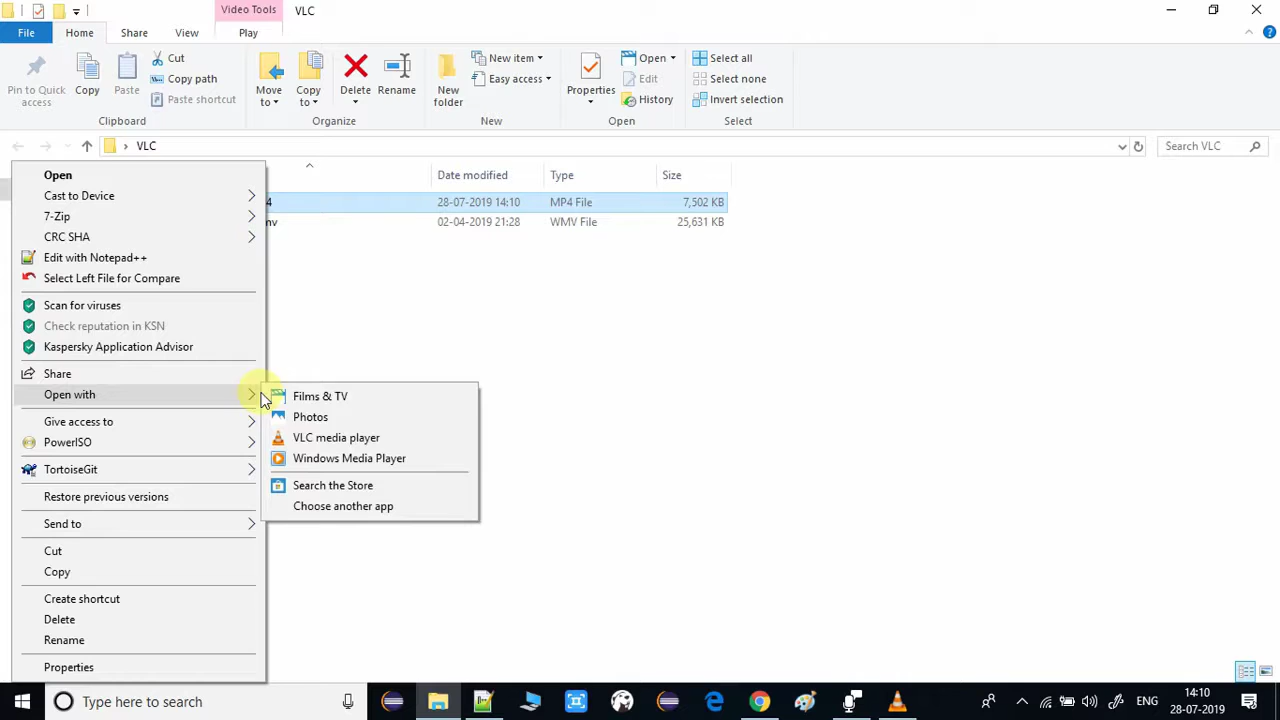 Video Tools
VLC
File
Home
Share
View
Play
Pin to Quick access
Copy
Paste
Cut
Copy path
Paste shortcut
Clipboard
Move to
Copy to
Delete
Rename
Organize
New folder
New item
Easy access
New
Properties
Open
Edit
History
Open
Select all
Select none
Invert selection
Select
VLC
Search VLC
Date modified
Type
Size
4
28-07-2019 14:10
MP4 File
7,502 KB
nv
02-04-2019 21:28
WMV File
25,631 KB
Open
Cast to Device
7-Zip
CRC SHA
Edit with Notepad++
Select Left File for Compare
Scan for viruses
Check reputation in KSN
Kaspersky Application Advisor
Share
Open with
Give access to
PowerISO
TortoiseGit
Restore previous versions
Send to
Cut
Copy
Create shortcut
Delete
Rename
Properties
Films & TV
Photos
VLC media player
Windows Media Player
Search the Store
Choose another app
Type here to search
ENG
14:10
28-07-2019